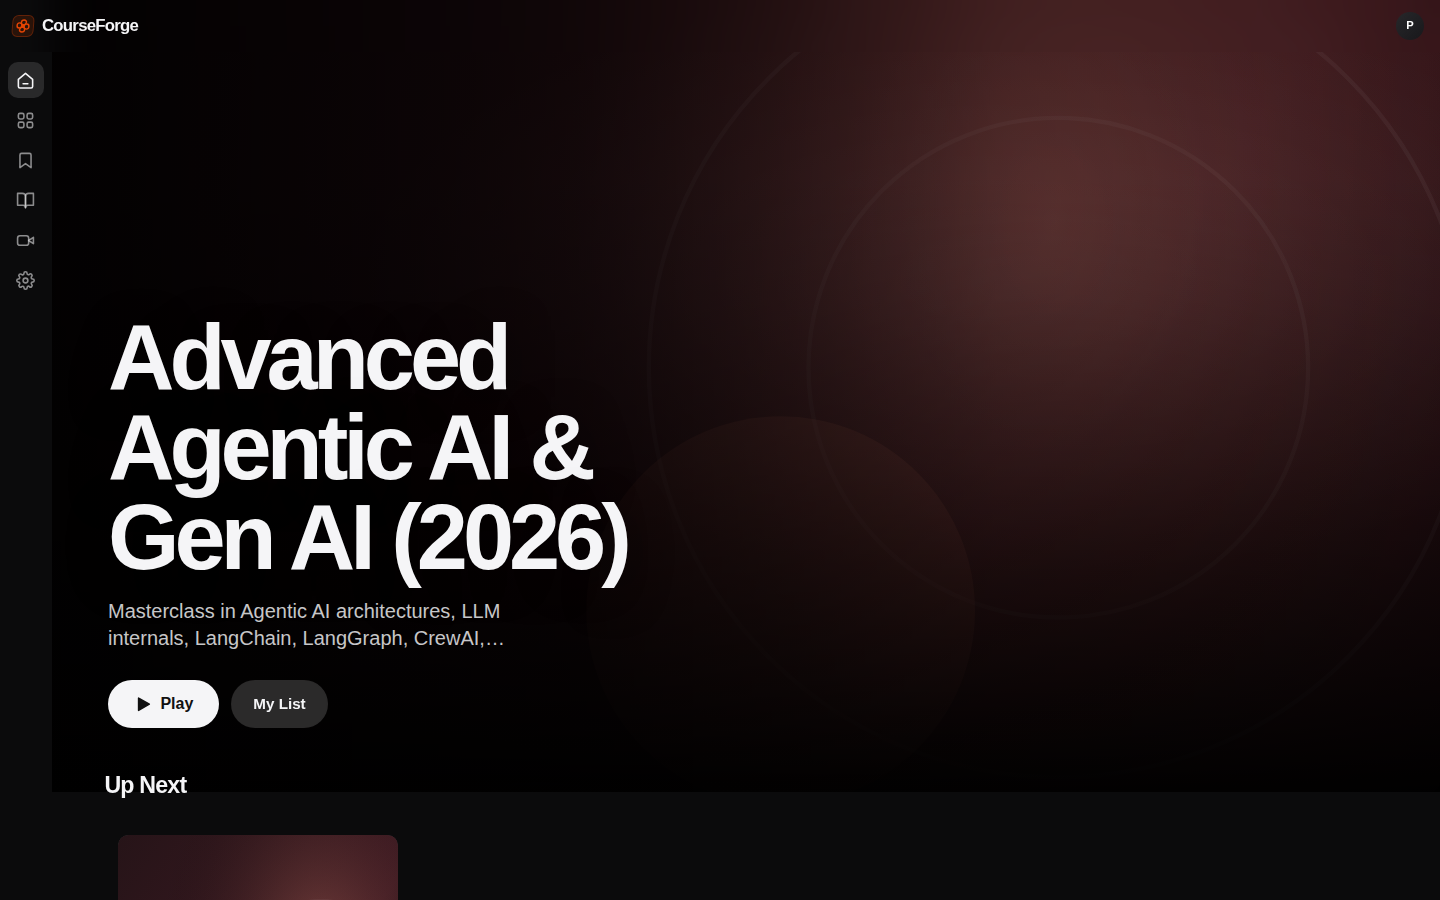 CourseForge
P
Advanced
Agentic AI &
Gen AI (2026)
Masterclass in Agentic AI architectures, LLM
internals, LangChain, LangGraph, CrewAI,…
Play
My List
Up Next